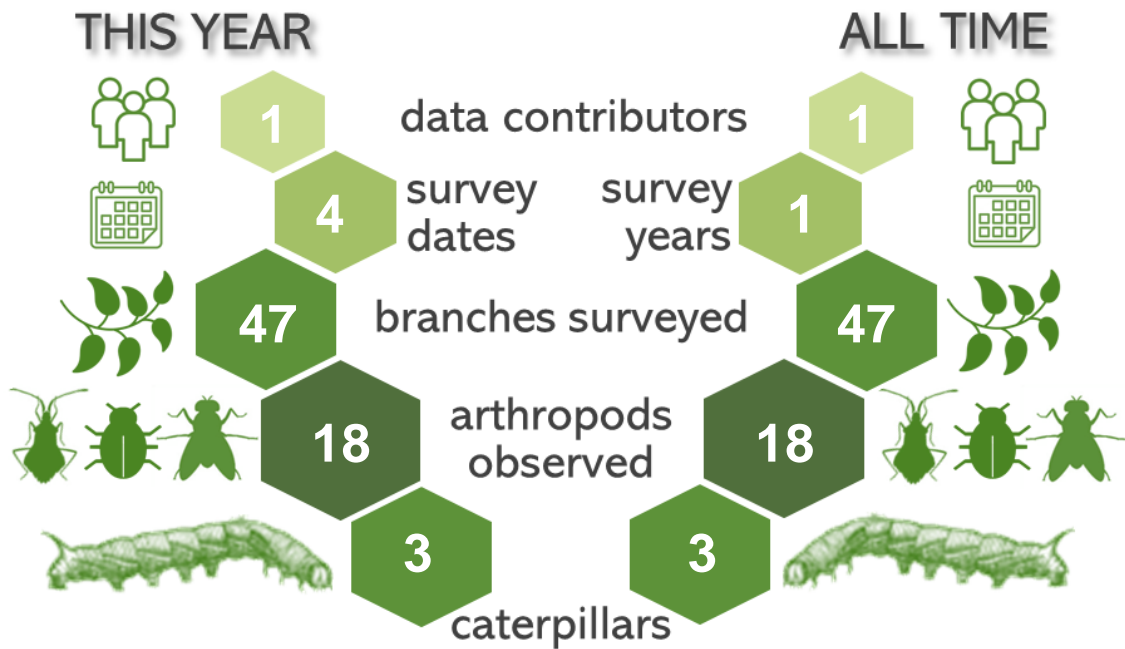 THIS YEAR
ALL TIME
1
data contributors
1
4
survey
dates
survey
years
1
47
branches surveyed
47
18
arthropods
observed
18
3
3
caterpillars